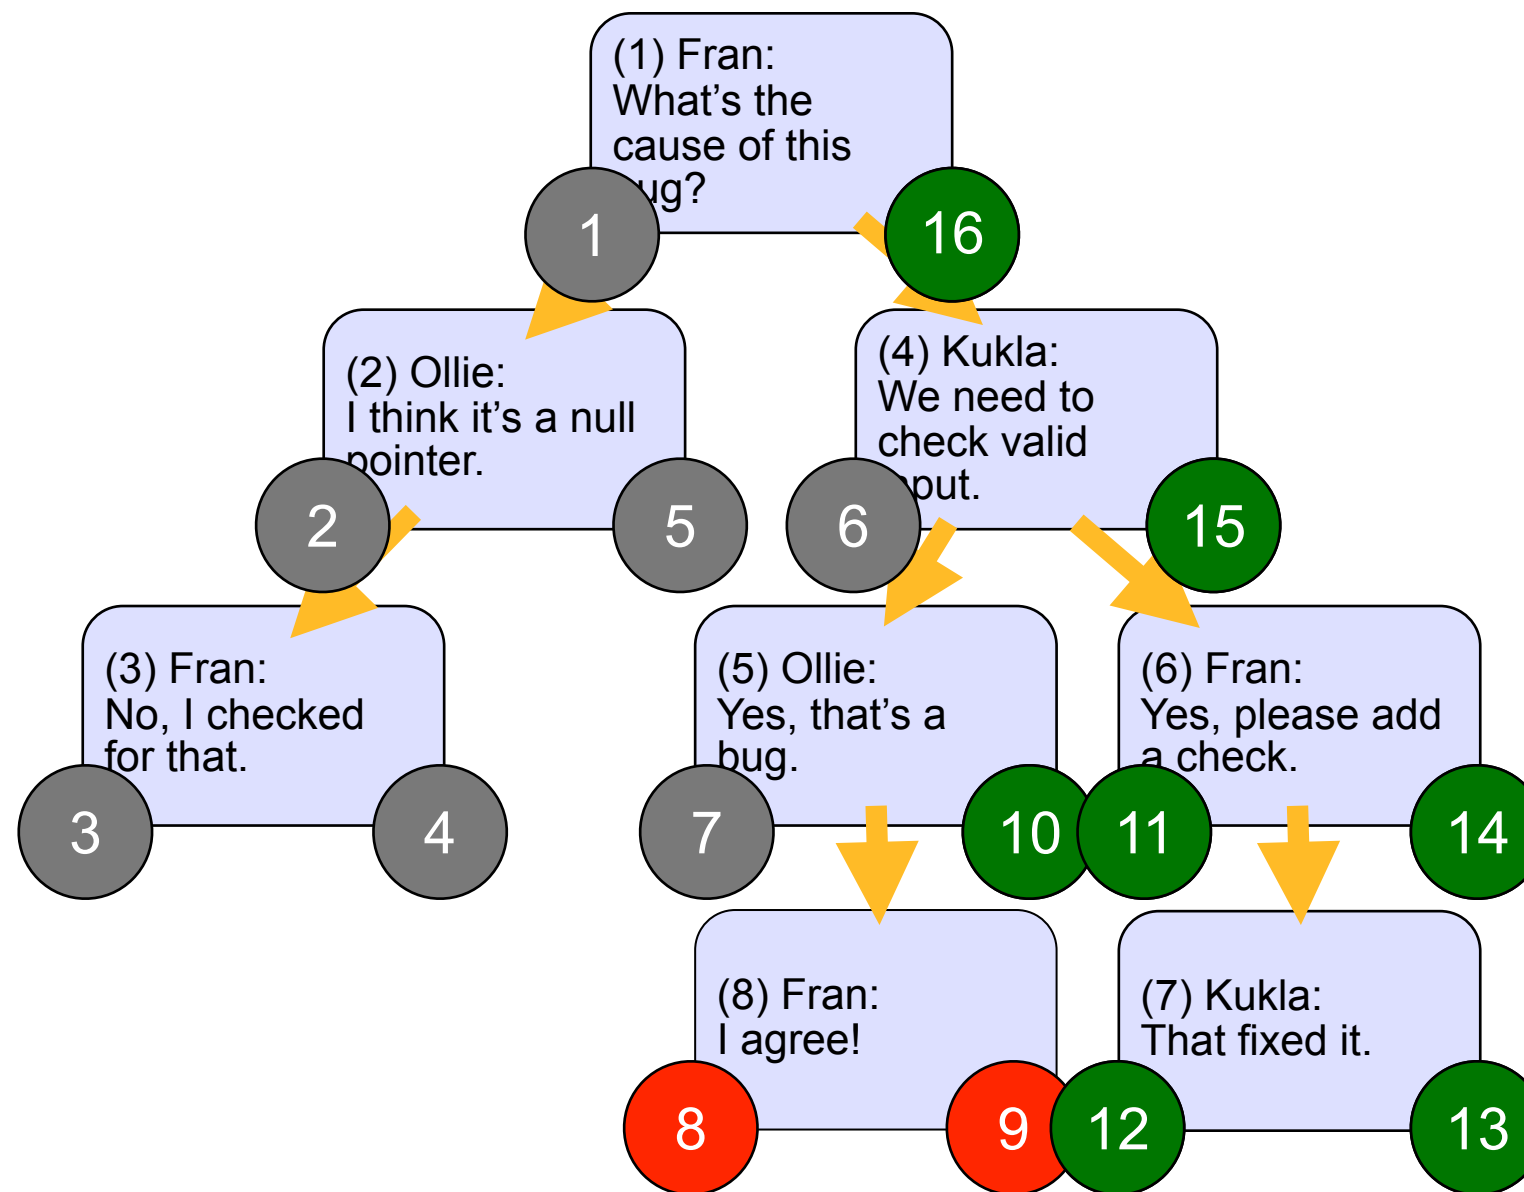 (1) Fran:
What's the
cause of this
ug?
1
16
(2) Ollie:
I think it's a null
pointer.
2
5
(4) Kukla:
We need to
check valid
put.
6
15
(3) Fran:
No, I checked
for that.
3
4
(5) Ollie:
Yes, that's a
bug.
7
10
(6) Fran:
Yes, please add
a check.
11
14
(8) Fran:
I agree!
8
9
(7) Kukla:
That fixed it.
12
13